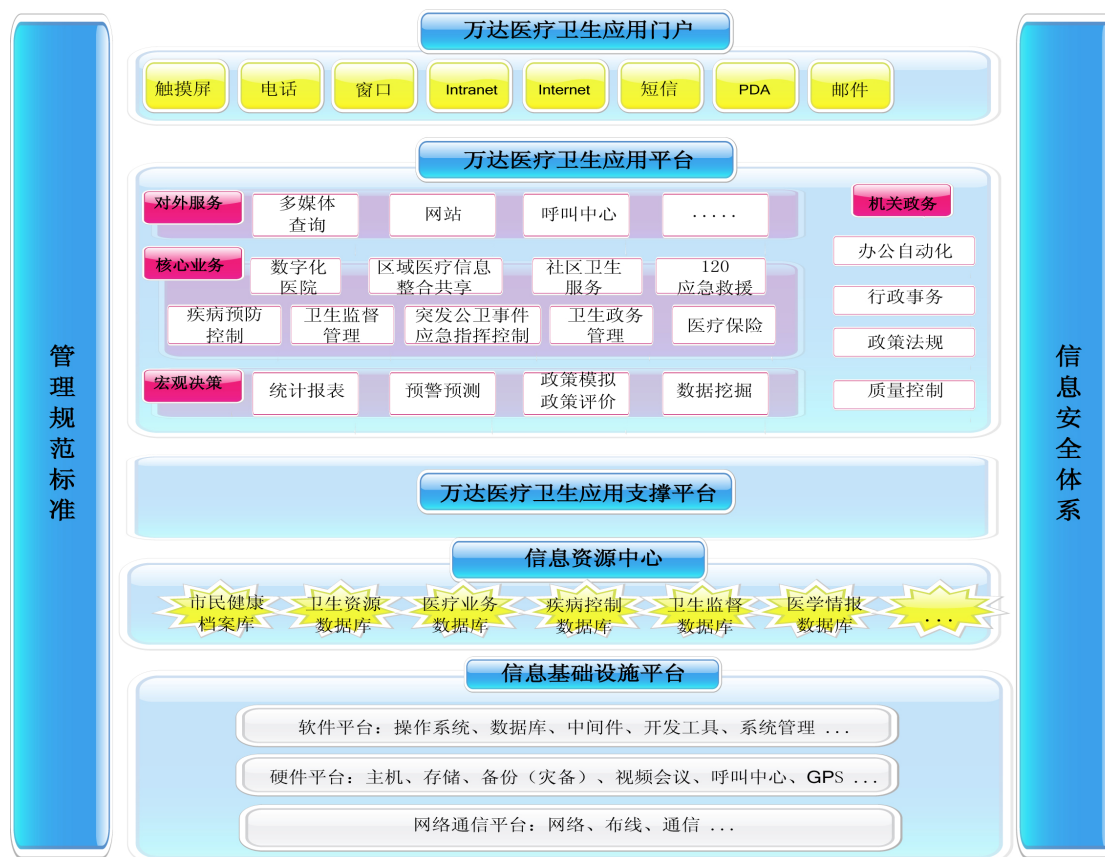 万达医疗卫生应用门户
触摸屏
电话
窗口
Intranet
Internet
短信
PDA
邮件
万达医疗卫生应用平台
对外服务
多媒体
查询
网站
呼叫中心
.....
机关政务
办公自动化
行政事务
政策法规
质量控制
核心业务
数字化
医院
区域医疗信息
整合共享
社区卫生
服务
120
应急救援
疾病预防
控制
卫生监督
管理
突发公卫事件
应急指挥控制
卫生政务
管理
医疗保险
宏观决策
统计报表
预警预测
政策模拟
政策评价
数据挖掘
万达医疗卫生应用支撑平台
信息资源中心
市民健康
档案库
卫生资源
数据库
医疗业务
数据库
疾病控制
数据库
卫生监督
数据库
医学情报
数据库
...
信息基础设施平台
软件平台：操作系统、数据库、中间件、开发工具、系统管理 ...
硬件平台：主机、存储、备份（灾备）、视频会议、呼叫中心、GPS ...
网络通信平台：网络、布线、通信 ...
管理规范标准
信息安全体系